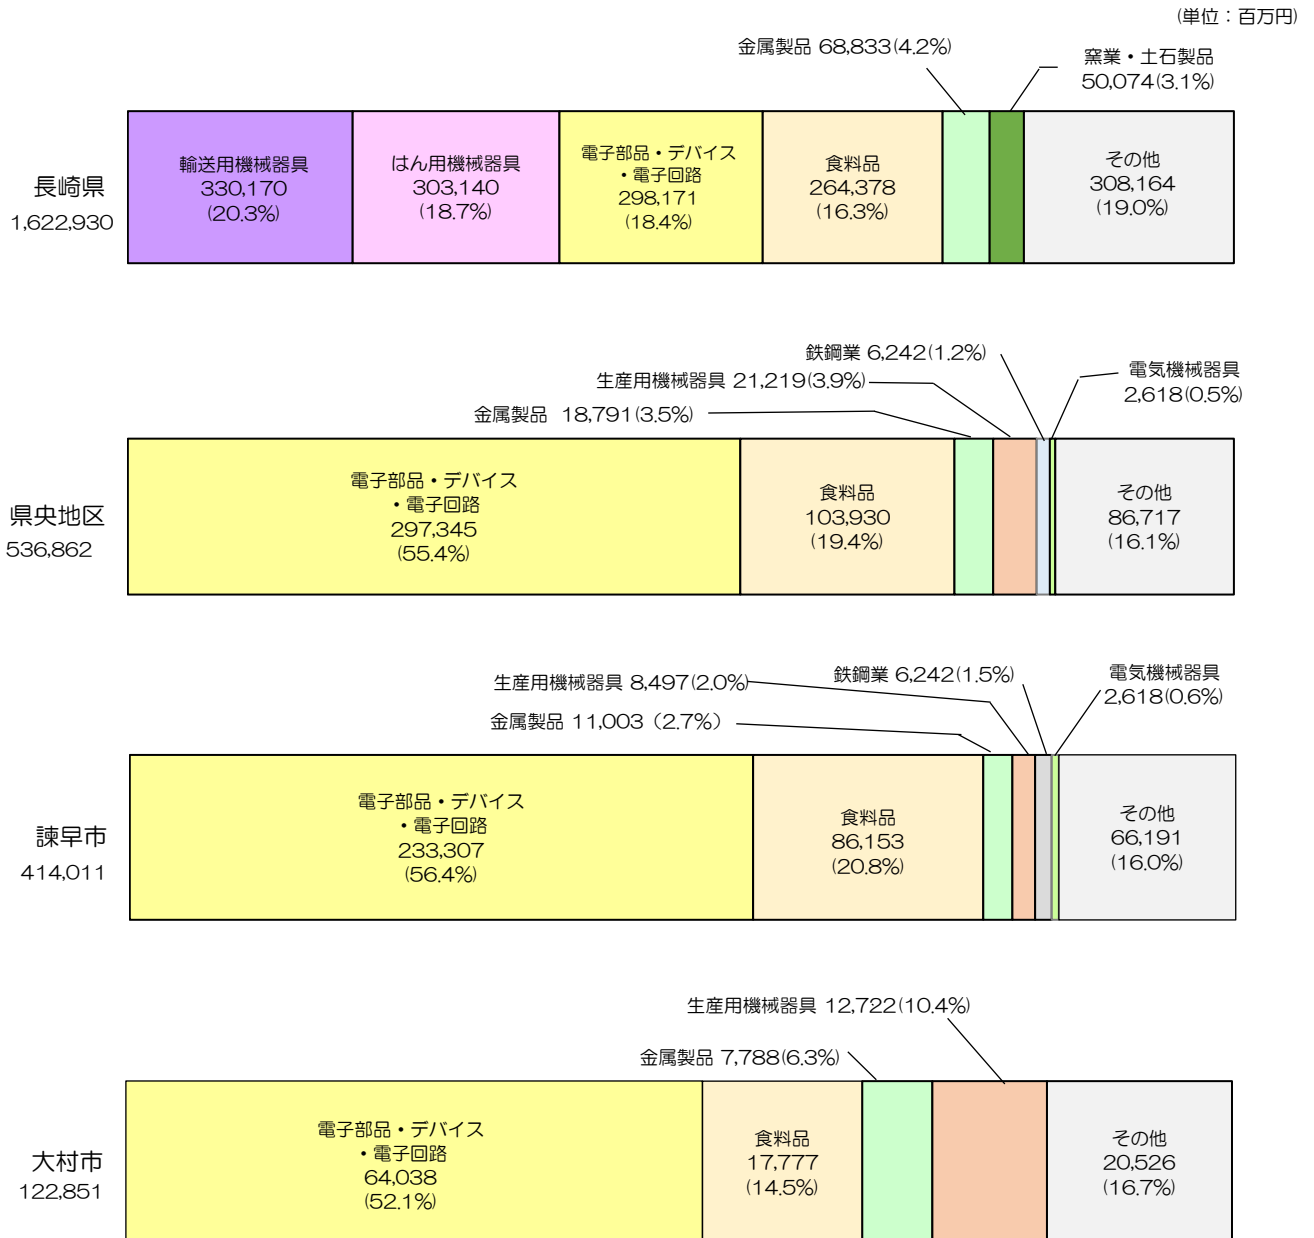 (単位：百万円)
金属製品 68,833(4.2%)
窯業・土石製品
50,074(3.1%)
長崎県
1,622,930
輸送用機械器具
330,170
(20.3%)
はん用機械器具
303,140
(18.7%)
電子部品・デバイス
・電子回路
298,171
(18.4%)
食料品
264,378
(16.3%)
その他
308,164
(19.0%)
鉄鋼業 6,242(1.2%)
生産用機械器具 21,219(3.9%)
電気機械器具
2,618(0.5%)
金属製品 18,791(3.5%)
県央地区
536,862
電子部品・デバイス
・電子回路
297,345
(55.4%)
食料品
103,930
(19.4%)
その他
86,717
(16.1%)
生産用機械器具 8,497(2.0%)
鉄鋼業 6,242(1.5%)
電気機械器具
2,618(0.6%)
金属製品 11,003（2.7%）
諫早市
414,011
電子部品・デバイス
・電子回路
233,307
(56.4%)
食料品
86,153
(20.8%)
その他
66,191
(16.0%)
生産用機械器具 12,722(10.4%)
金属製品 7,788(6.3%)
大村市
122,851
電子部品・デバイス
・電子回路
64,038
(52.1%)
食料品
17,777
(14.5%)
その他
20,526
(16.7%)